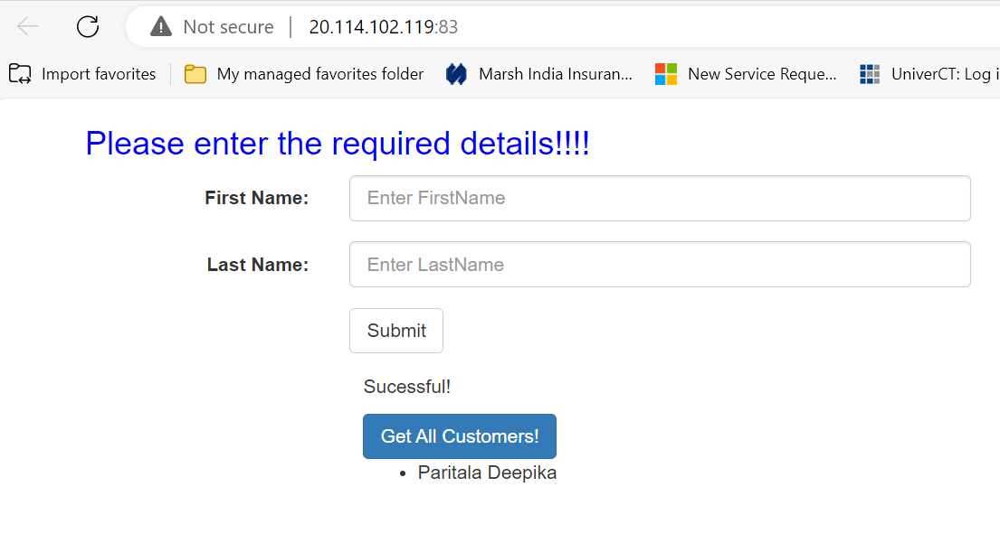 Not secure | 20.114.102.119:83
Import favorites My managed favorites folder Marsh India Insuran... New Service Reque... UniverCT: Log i
Please enter the required details!!!!
First Name: Enter FirstName
Last Name: Enter LastName
Submit
Sucessful!
Get All Customers!
• Paritala Deepika